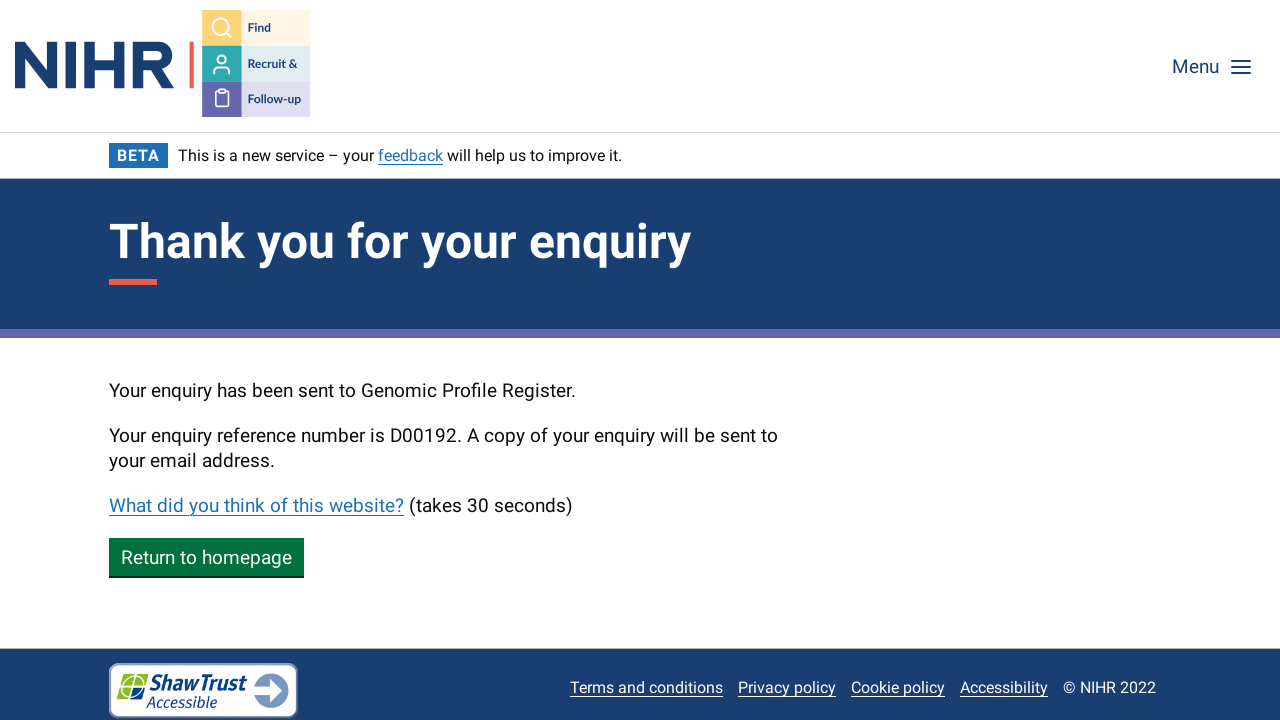 NIHR
Find
Recruit &
Follow-up
Menu
BETA This is a new service – your feedback will help us to improve it.
Thank you for your enquiry
Your enquiry has been sent to Genomic Profile Register.
Your enquiry reference number is D00192. A copy of your enquiry will be sent to
your email address.
What did you think of this website? (takes 30 seconds)
Return to homepage
ShawTrust
Accessible
Terms and conditions Privacy policy Cookie policy Accessibility © NIHR 2022